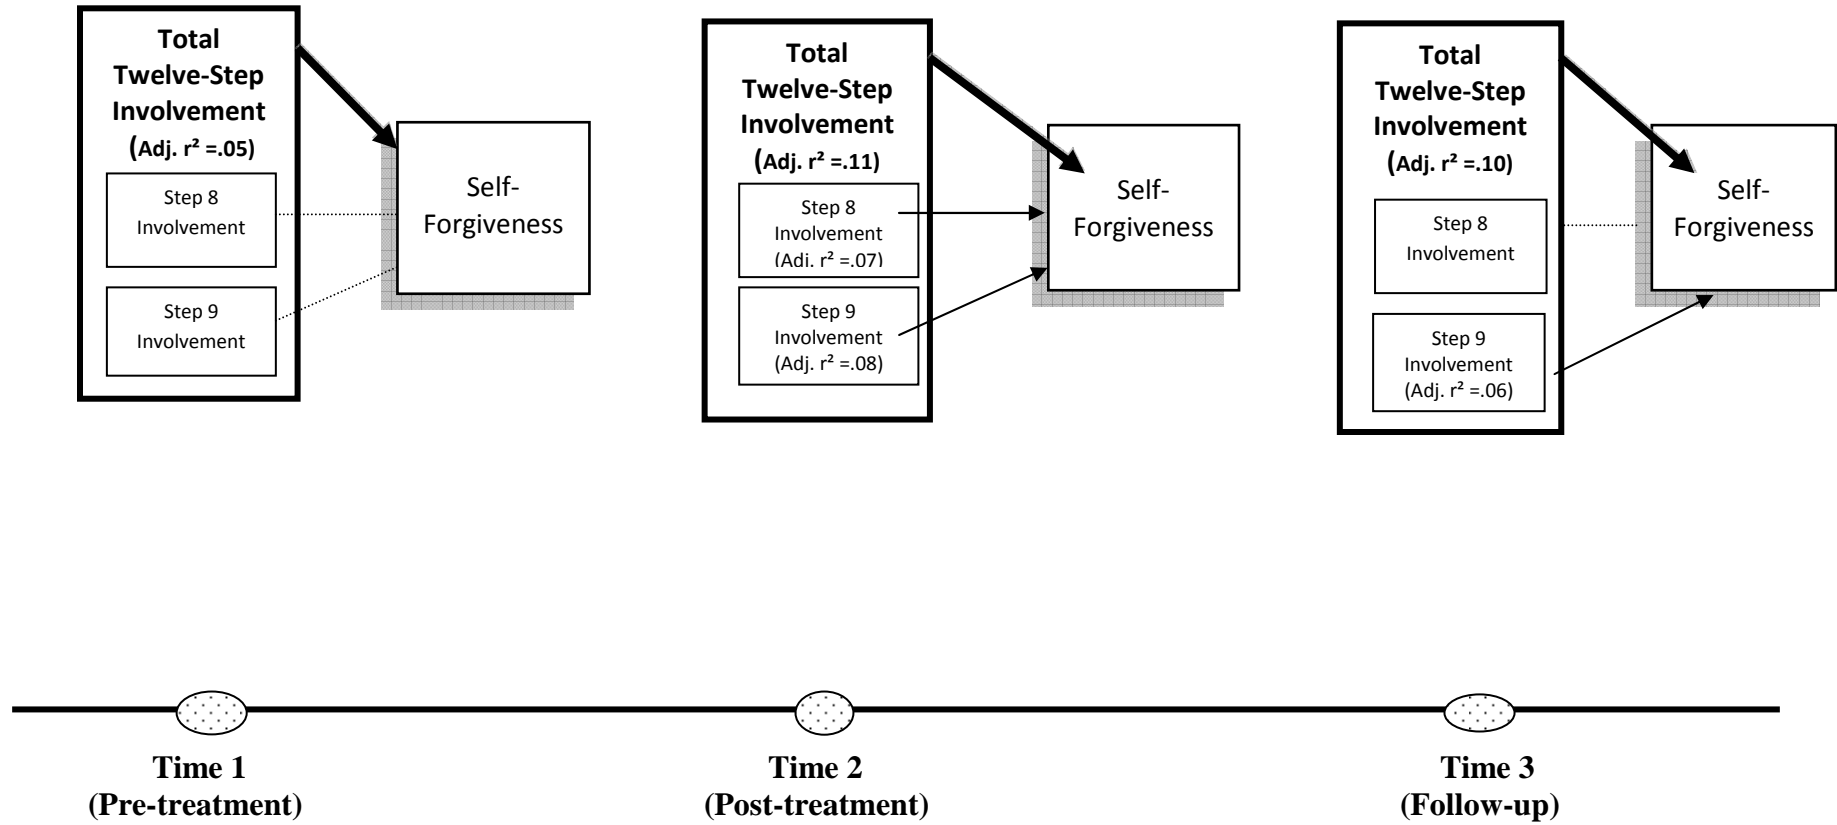 Total
Twelve-Step
Involvement
(Adj. r² =.05)
Step 8
Involvement
Step 9
Involvement
Self-
Forgiveness
Total
Twelve-Step
Involvement
(Adj. r² =.11)
Step 8
Involvement
(Adj. r² =.07)
Step 9
Involvement
(Adj. r² =.08)
Self-
Forgiveness
Total
Twelve-Step
Involvement
(Adj. r² =.10)
Step 8
Involvement
Step 9
Involvement
(Adj. r² =.06)
Self-
Forgiveness
Time 1
(Pre-treatment)
Time 2
(Post-treatment)
Time 3
(Follow-up)